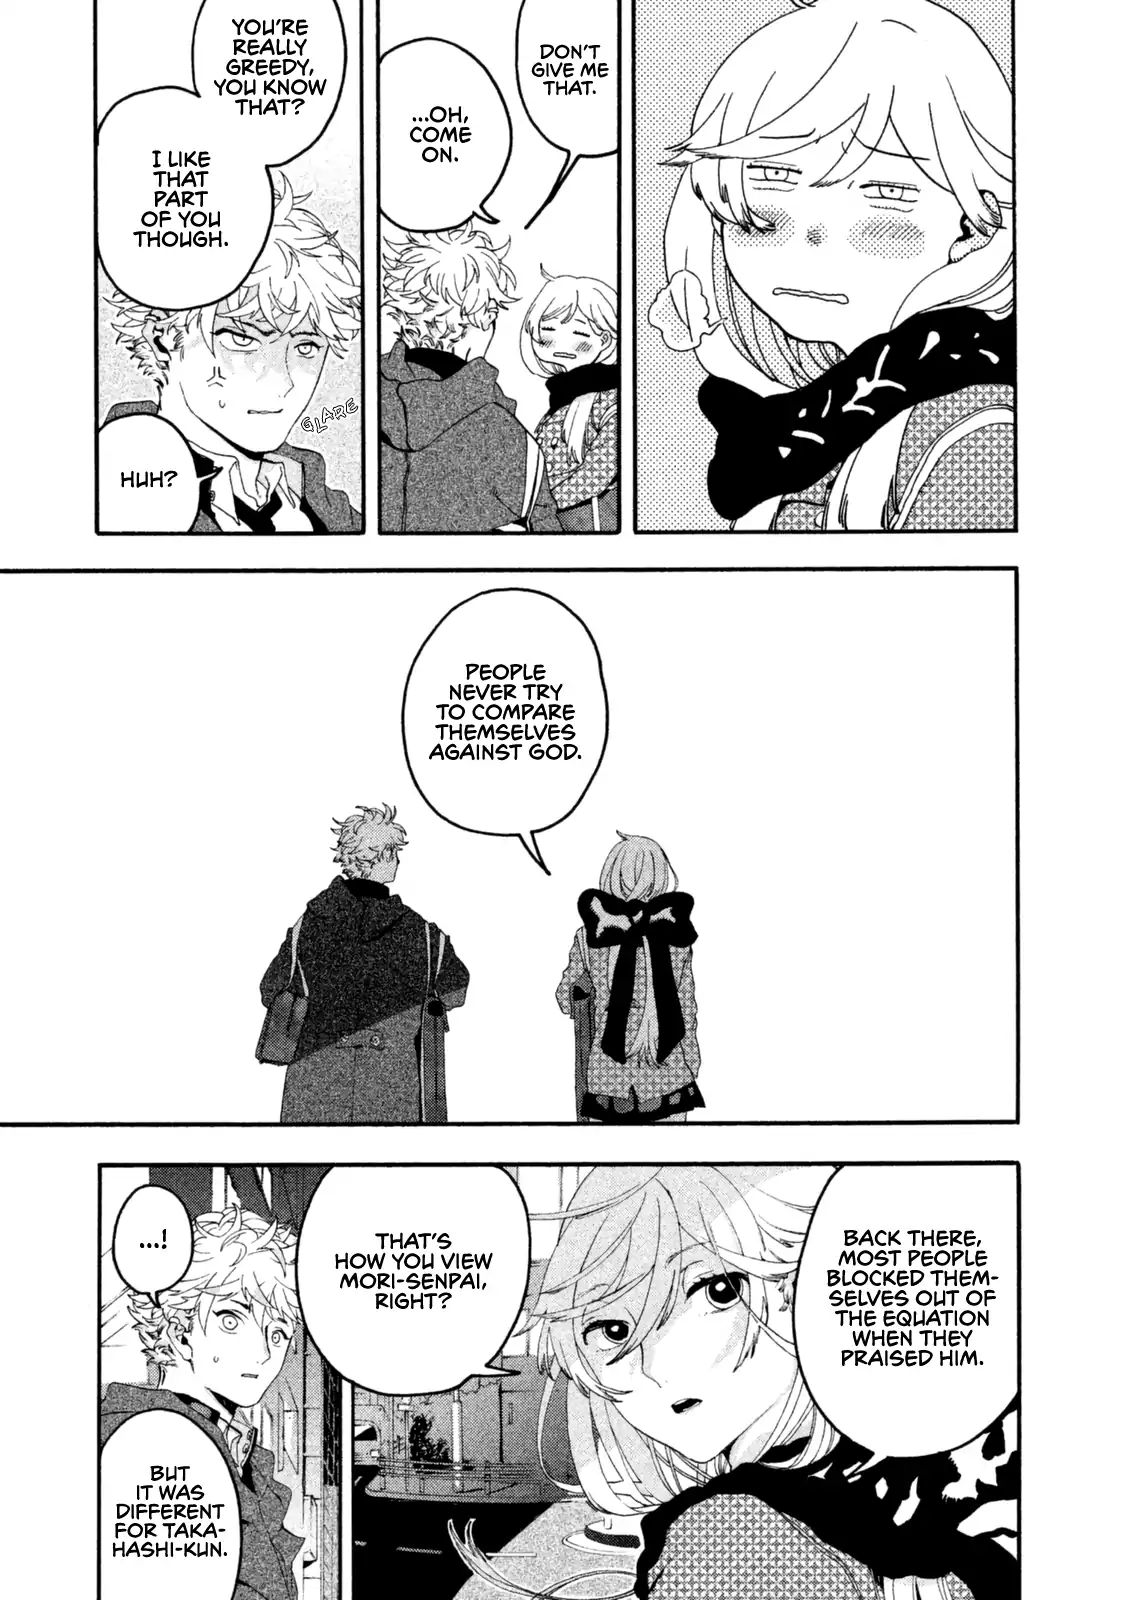 DON'T
GIVE ME
THAT.
...OH,
COME
ON.
YOU'RE
REALLY
GREEDY,
YOU KNOW
THAT?
I LIKE
THAT
PART
OF YOU
THOUGH.
GLARE
HUH?
PEOPLE
NEVER TRY
TO COMPARE
THEMSELVES
AGAINST GOD.
BACK THERE,
MOST PEOPLE
BLOCKED THEM-
SELVES OUT OF
THE EQUATION
WHEN THEY
PRAISED HIM.
THAT'S
HOW YOU VIEW
MORI-SENPAI,
RIGHT?
...!
BUT
IT WAS
DIFFERENT
FOR TAKA-
HASHI-KUN.